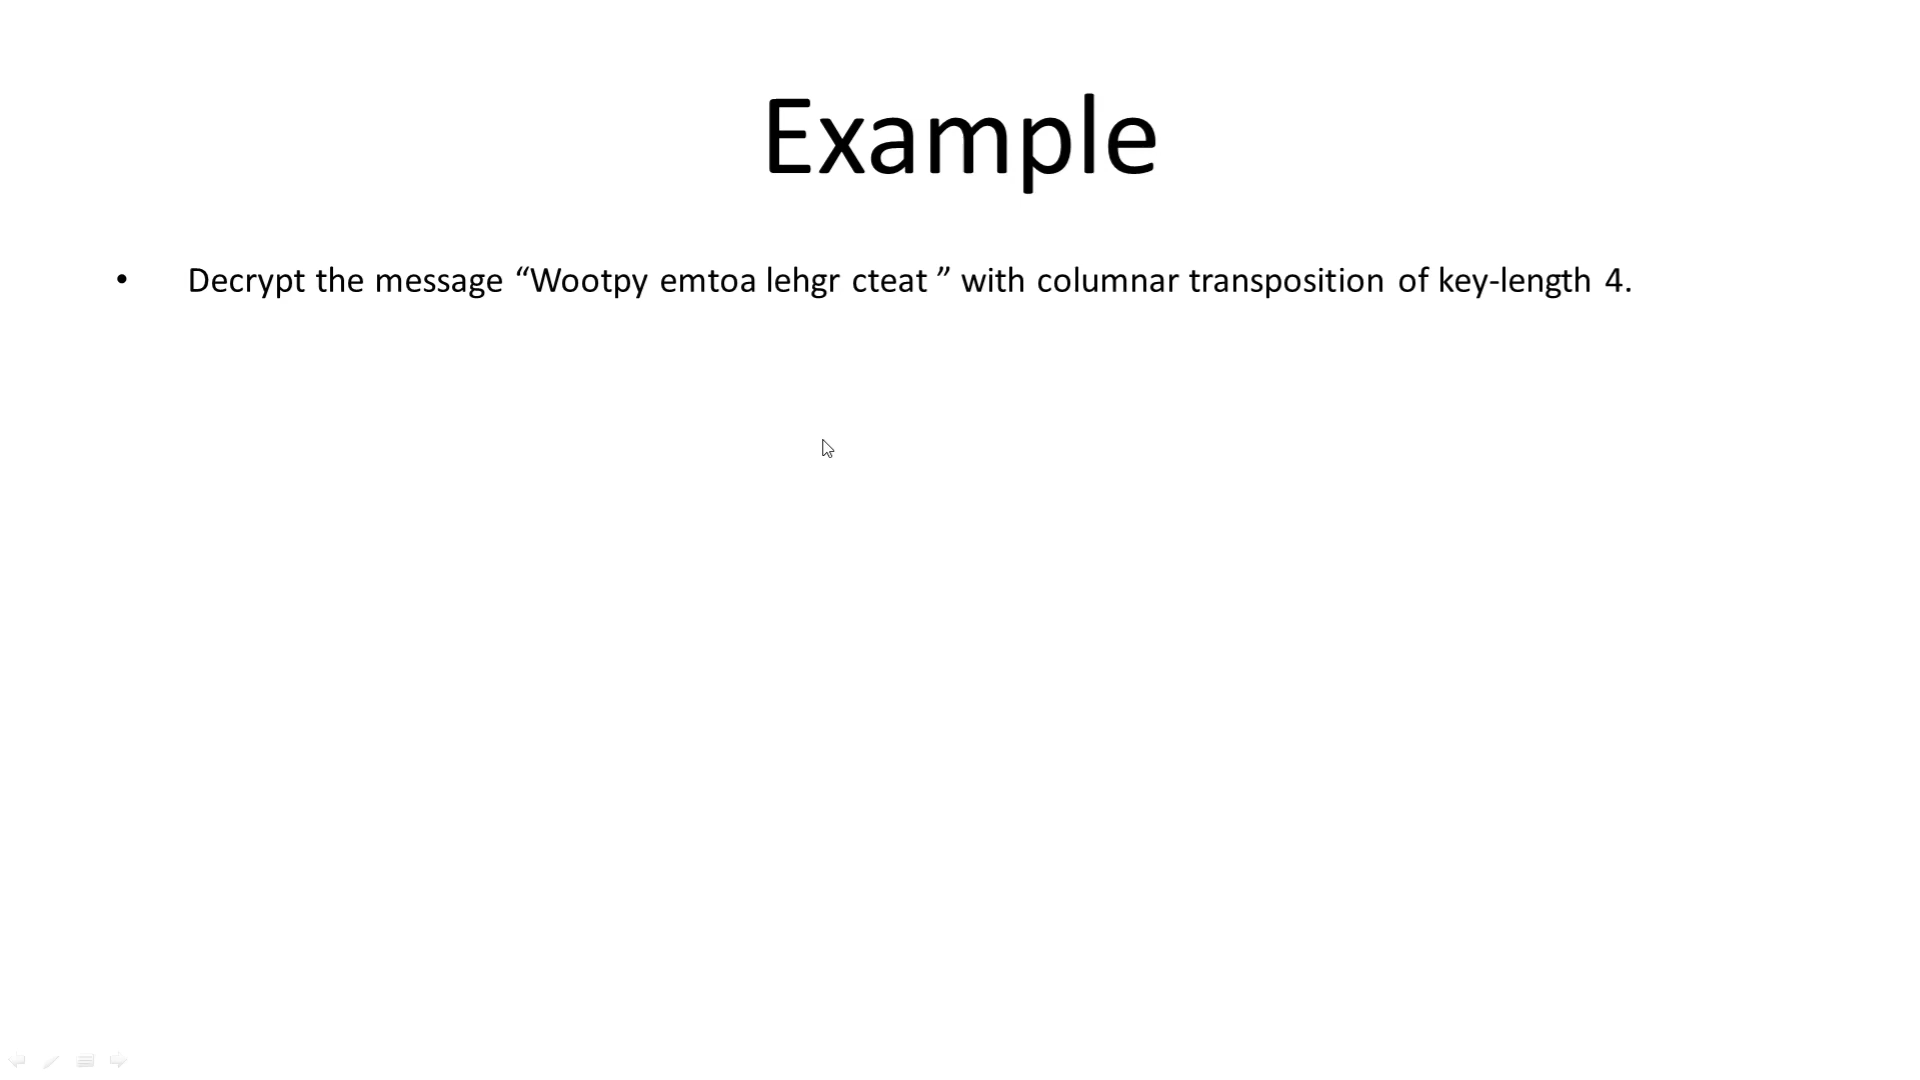 Example
• Decrypt the message “Wootpy emtoa lehgr cteat ” with columnar transposition of key-length 4.